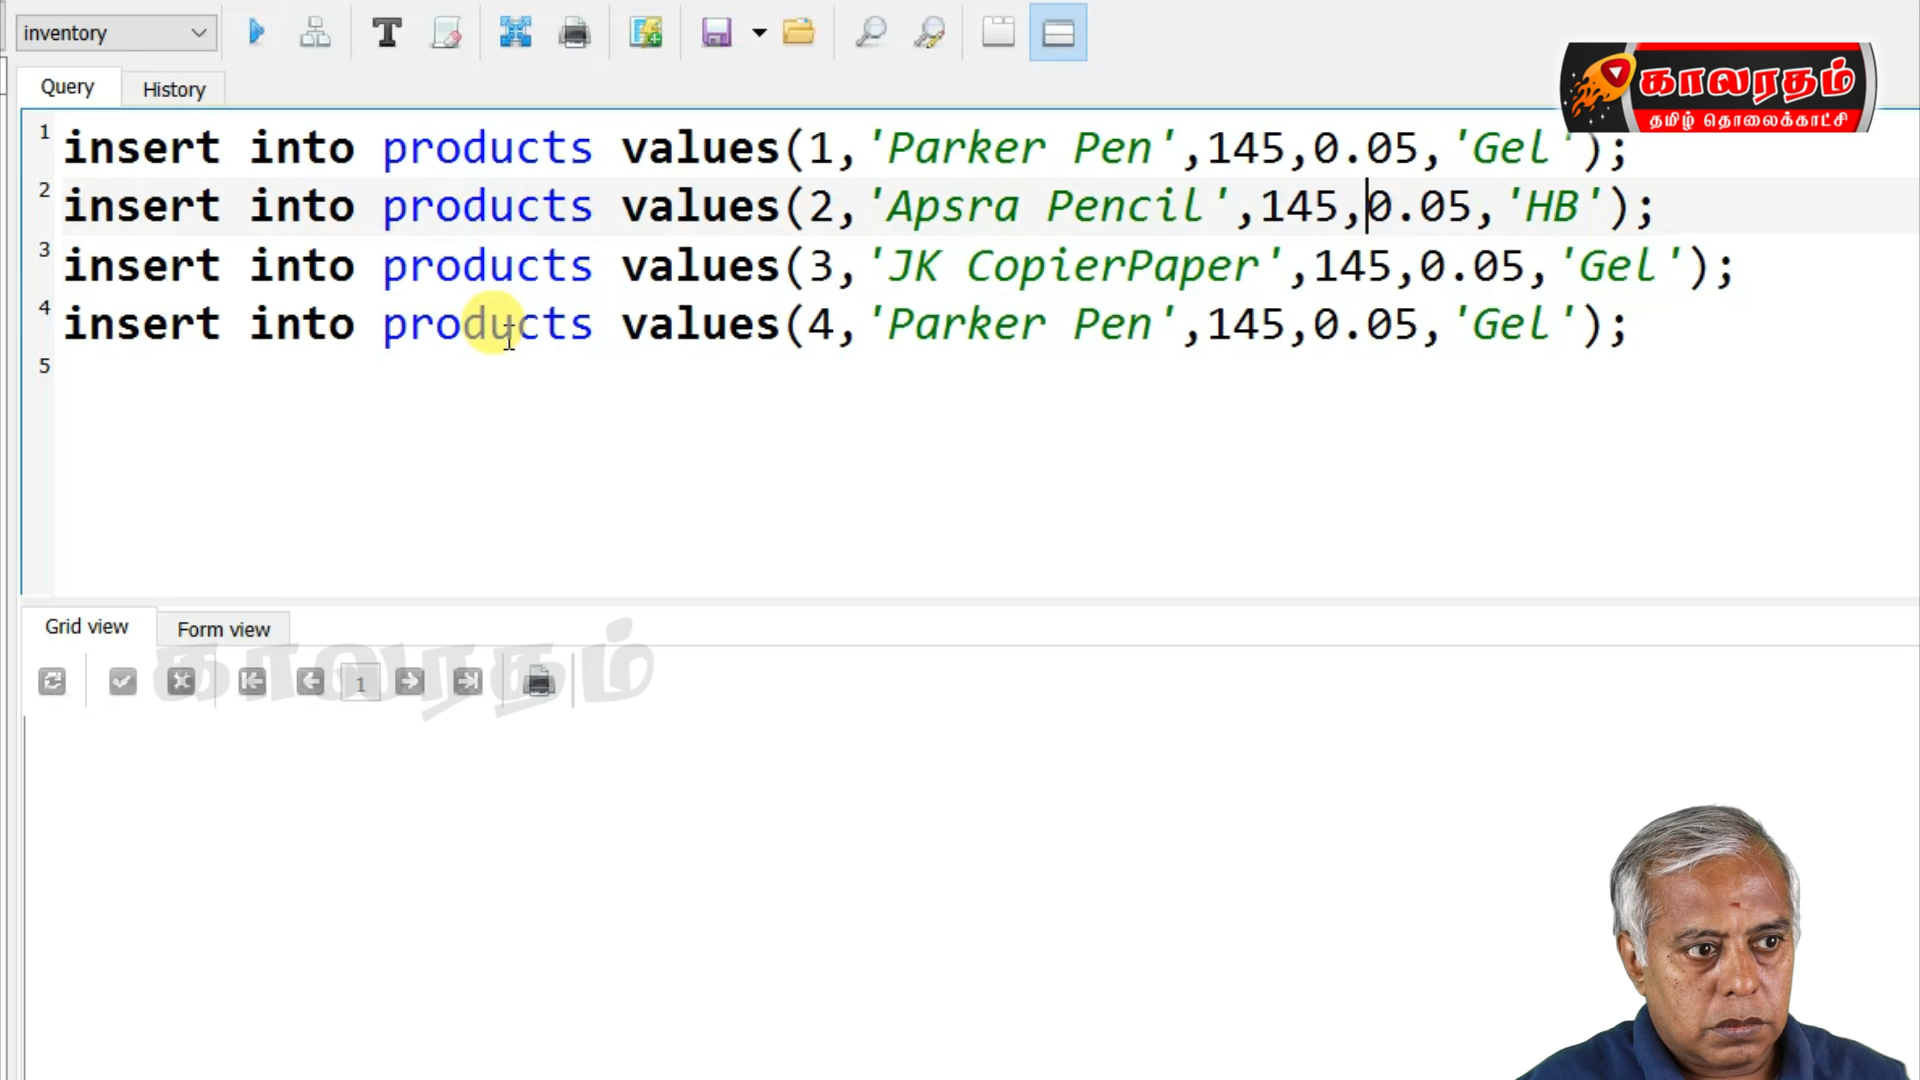 inventory
காலரதம்
தமிழ் தொலைக்காட்சி
Query
History
1 insert into products values(1,'Parker Pen',145,0.05,'Gel');
2 insert into products values(2,'Apsra Pencil',145,0.05,'HB');
3 insert into products values(3,'JK CopierPaper',145,0.05,'Gel');
4 insert into products values(4,'Parker Pen',145,0.05,'Gel');
5
Grid view
Form view
1
காலரதம்